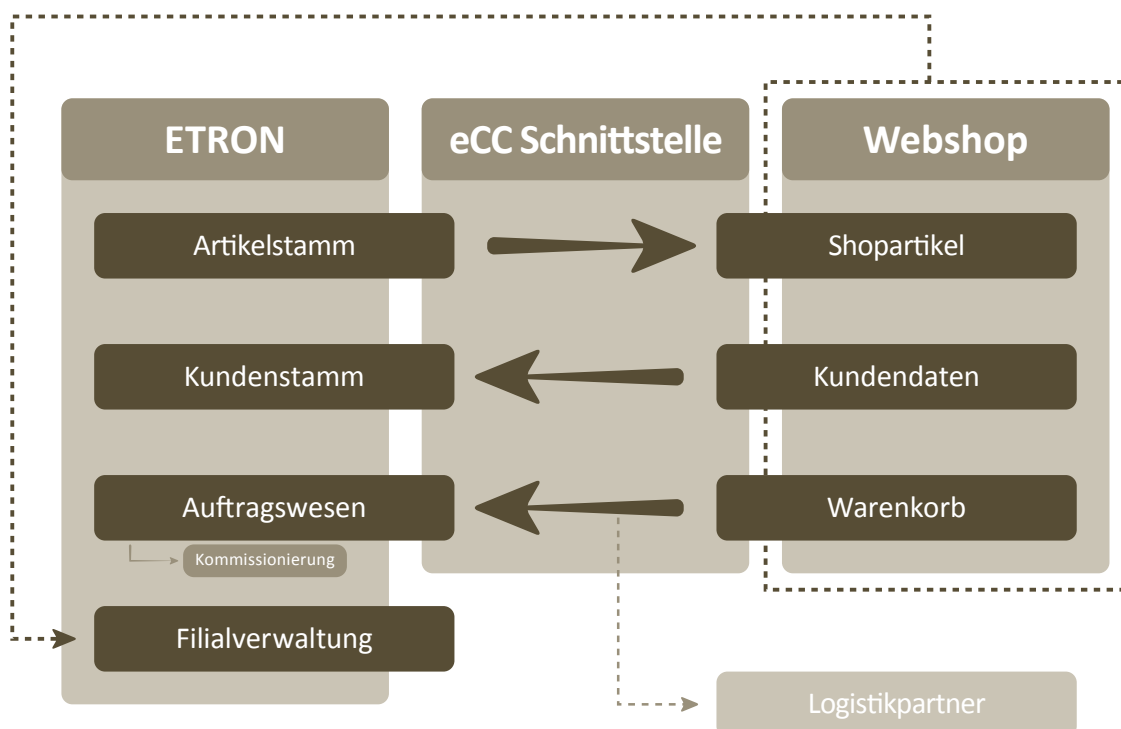 ETRON
eCC Schnittstelle
Webshop
Artikelstamm
Shopartikel
Kundenstamm
Kundendaten
Auftragswesen
Warenkorb
Kommissionierung
Filialverwaltung
Logistikpartner